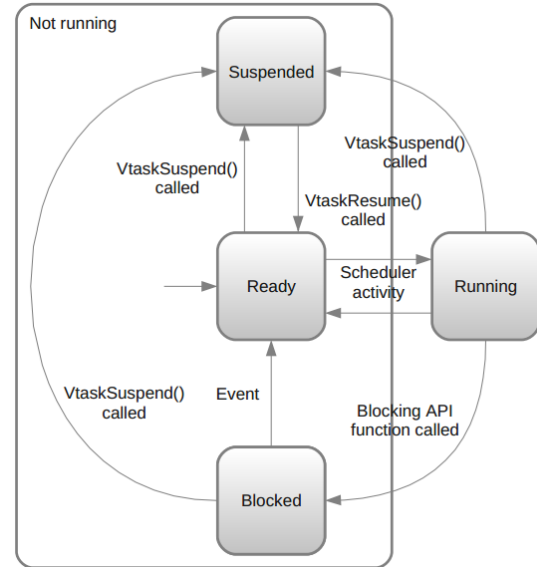 Not running
Suspended
VtaskSuspend()
called
VtaskSuspend()
called
VtaskResume()
called
Ready
Scheduler
activity
Running
VtaskSuspend()
called
Event
Blocking API
function called
Blocked